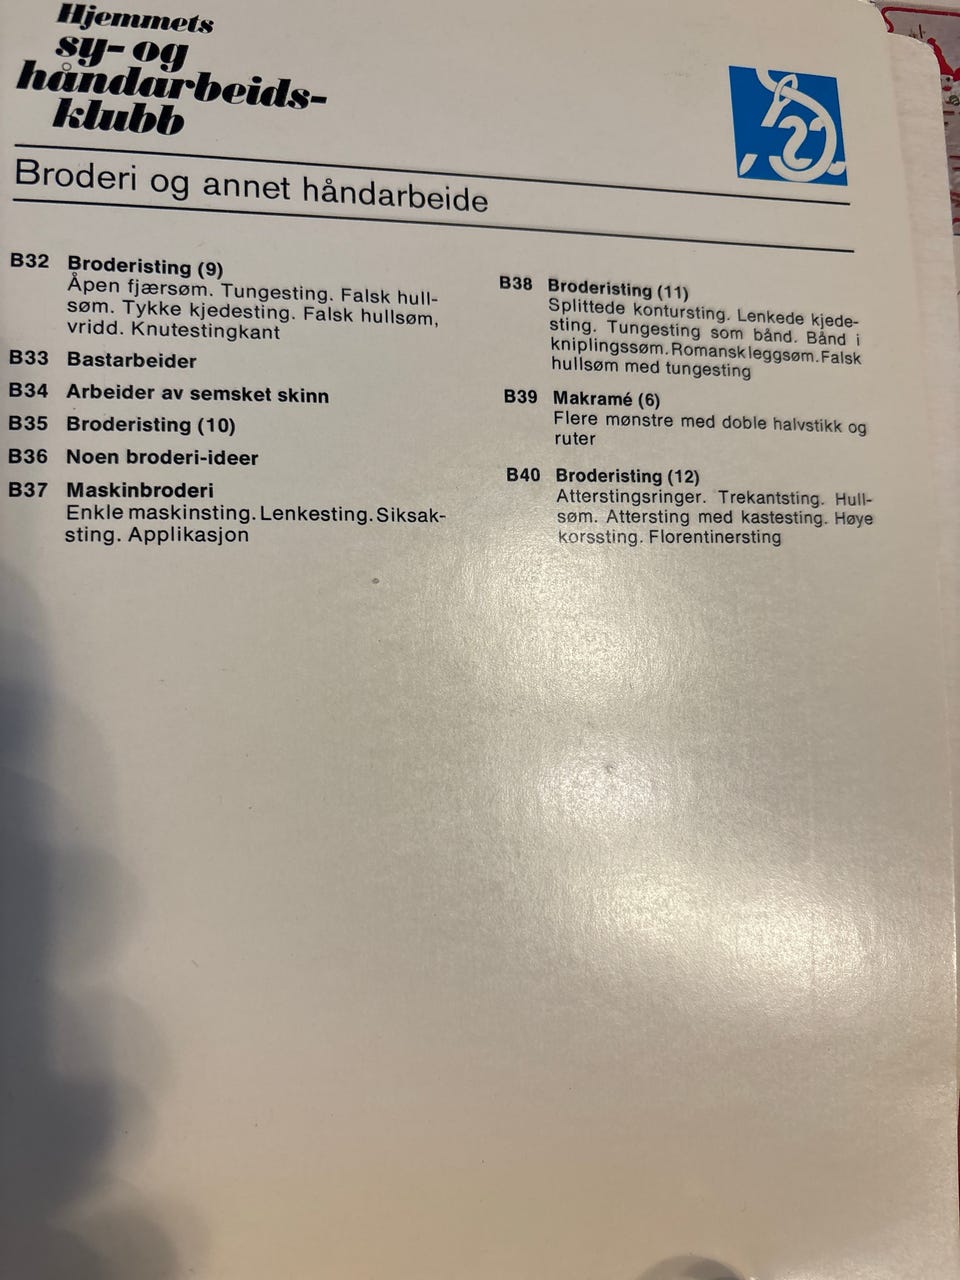 Hjemmets
sy- og
håndarbeids-
klubb
Broderi og annet håndarbeide
B32 Broderisting (9)
Åpen fjærsøm. Tungesting. Falsk hull-
søm. Tykke kjedesting. Falsk hullsøm,
vridd. Knutestingkant
B33 Bastarbeider
B34 Arbeider av semsket skinn
B35 Broderisting (10)
B36 Noen broderi-ideer
B37 Maskinbroderi
Enkle maskinsting. Lenkesting. Siksak-
sting. Applikasjon
B38 Broderisting (11)
Splittede kontursting. Lenkede kjede-
sting. Tungesting som bånd. Bånd i
kniplingssøm. Romansk leggsøm. Falsk
hullsøm med tungesting
B39 Makramé (6)
Flere mønstre med doble halvstikk og
ruter
B40 Broderisting (12)
Atterstingsringer. Trekantsting. Hull-
søm. Attersting med kastesting. Høye
korssting. Florentinersting